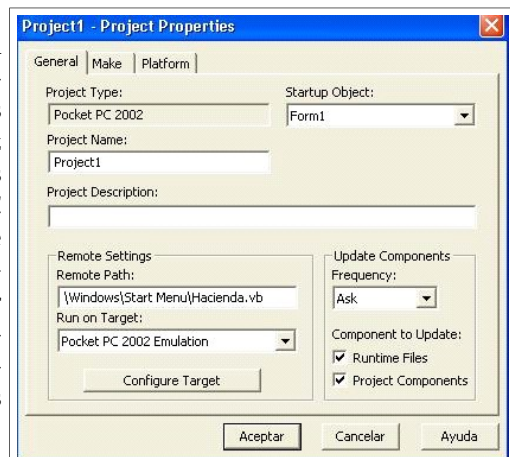 Project1 - Project Properties
General Make Platform
Project Type:
Pocket PC 2002
Startup Object:
Form1
Project Name:
Project1
Project Description:
Remote Settings
Remote Path:
\Windows\Start Menu\Hacienda.vb
Run on Target:
Pocket PC 2002 Emulation
Configure Target
Update Components
Frequency:
Ask
Component to Update:
Runtime Files
Project Components
Aceptar Cancelar Ayuda